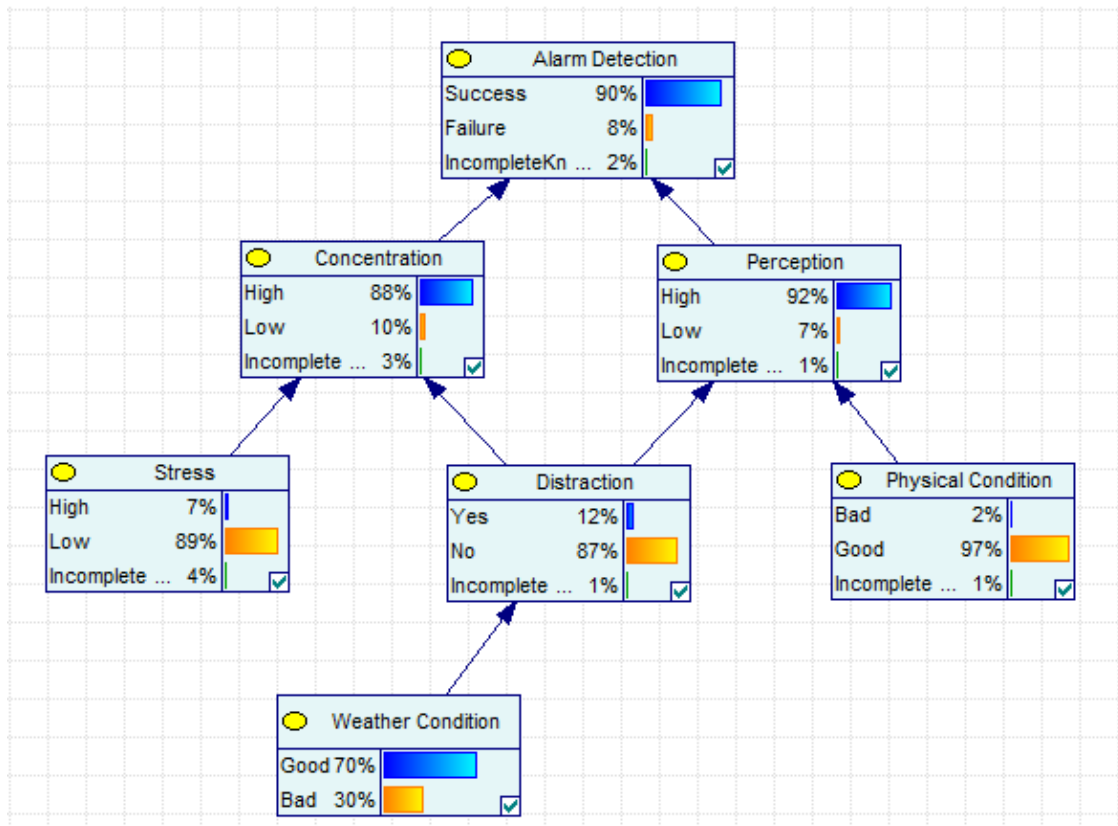 Alarm Detection
Success 90%
Failure 8%
IncompleteKn ... 2%
Concentration
High 88%
Low 10%
Incomplete ... 3%
Perception
High 92%
Low 7%
Incomplete ... 1%
Stress
High 7%
Low 89%
Incomplete ... 4%
Distraction
Yes 12%
No 87%
Incomplete ... 1%
Physical Condition
Bad 2%
Good 97%
Incomplete ... 1%
Weather Condition
Good 70%
Bad 30%